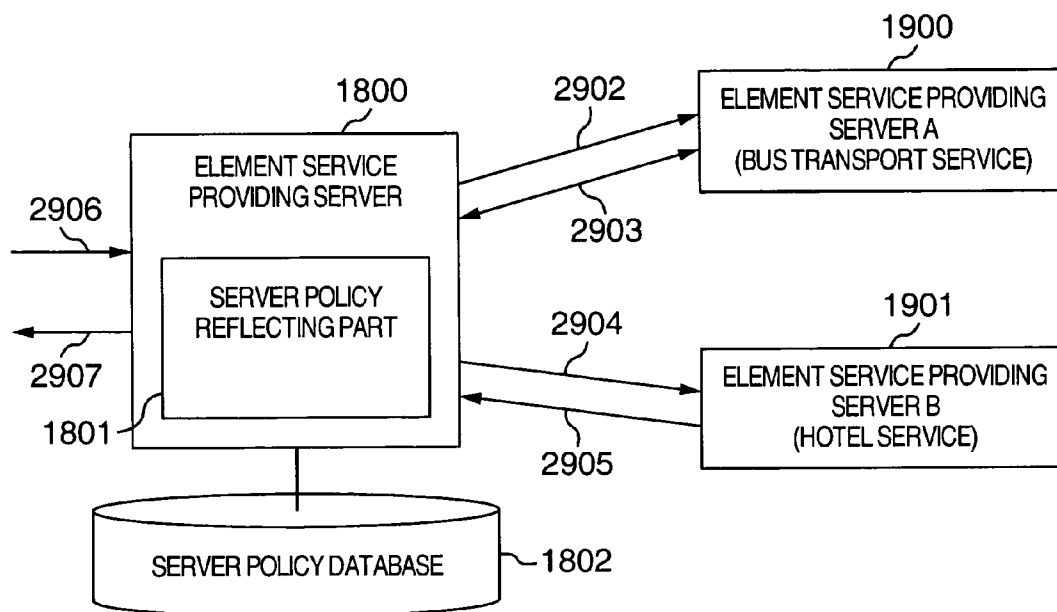 1900
2902
ELEMENT SERVICE PROVIDING
SERVER A
(BUS TRANSPORT SERVICE)
1800
ELEMENT SERVICE
PROVIDING SERVER
2906
2903
SERVER POLICY
REFLECTING PART
2904
1901
2907
ELEMENT SERVICE PROVIDING
SERVER B
(HOTEL SERVICE)
1801
2905
SERVER POLICY DATABASE
1802